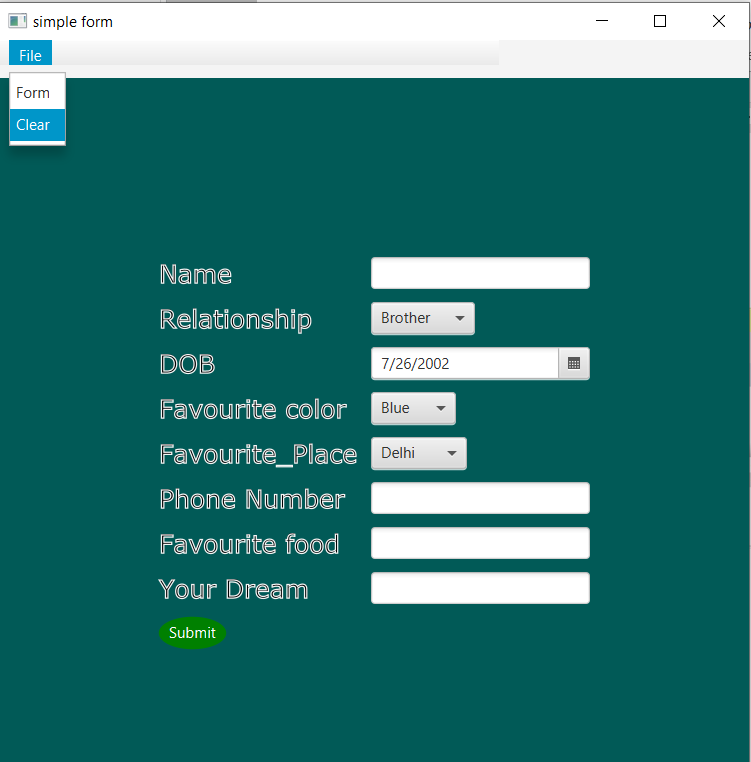 simple form
File
Form
Clear
Name
Relationship Brother
DOB 7/26/2002
Favourite color Blue
Favourite_Place Delhi
Phone Number
Favourite food
Your Dream
Submit